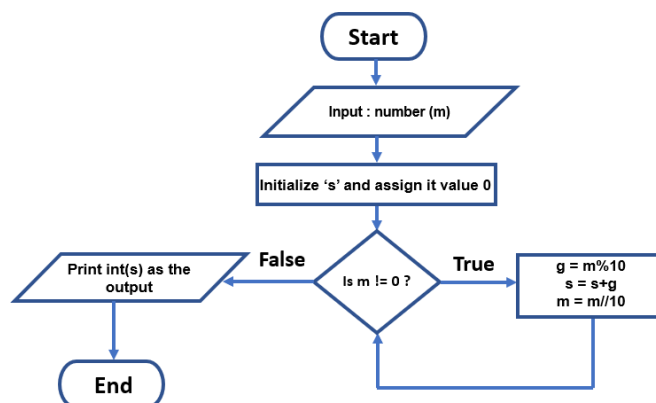 Start
Input : number (m)
Initialize ‘s’ and assign it value 0
Is m != 0 ?
False
True
Print int(s) as the
output
g = m%10
s = s+g
m = m//10
End